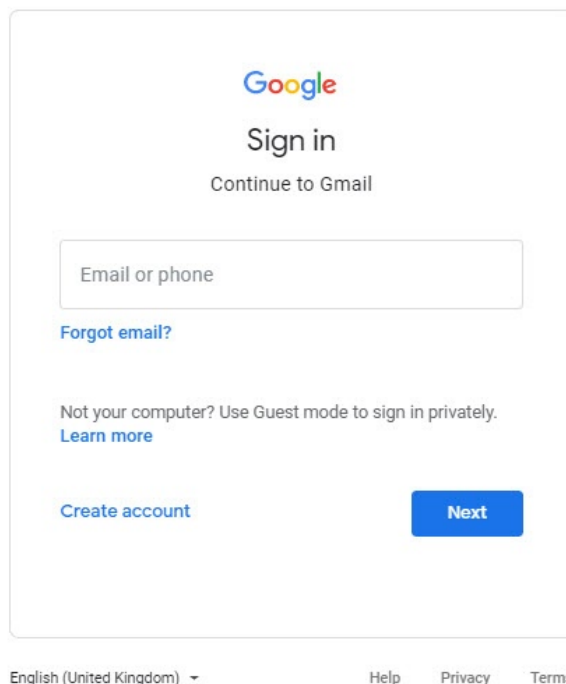 Google
Sign in
Continue to Gmail
Email or phone
Forgot email?
Not your computer? Use Guest mode to sign in privately.
Learn more
Create account Next
English (United Kingdom) Help Privacy Term